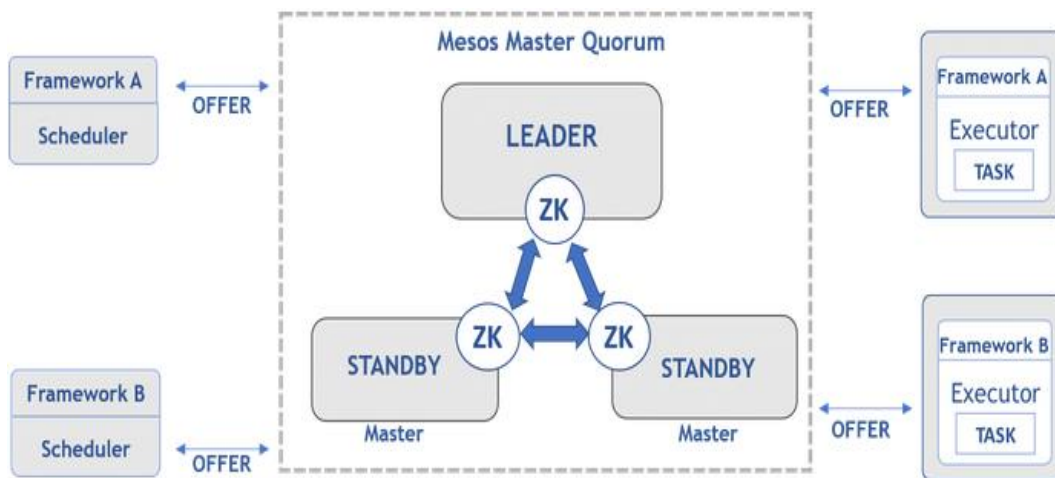 Mesos Master Quorum
Framework A
Scheduler
OFFER
LEADER
ZK
OFFER
Framework A
Executor
TASK
ZK
ZK
STANDBY
Master
STANDBY
Master
Framework B
Scheduler
OFFER
OFFER
Framework B
Executor
TASK